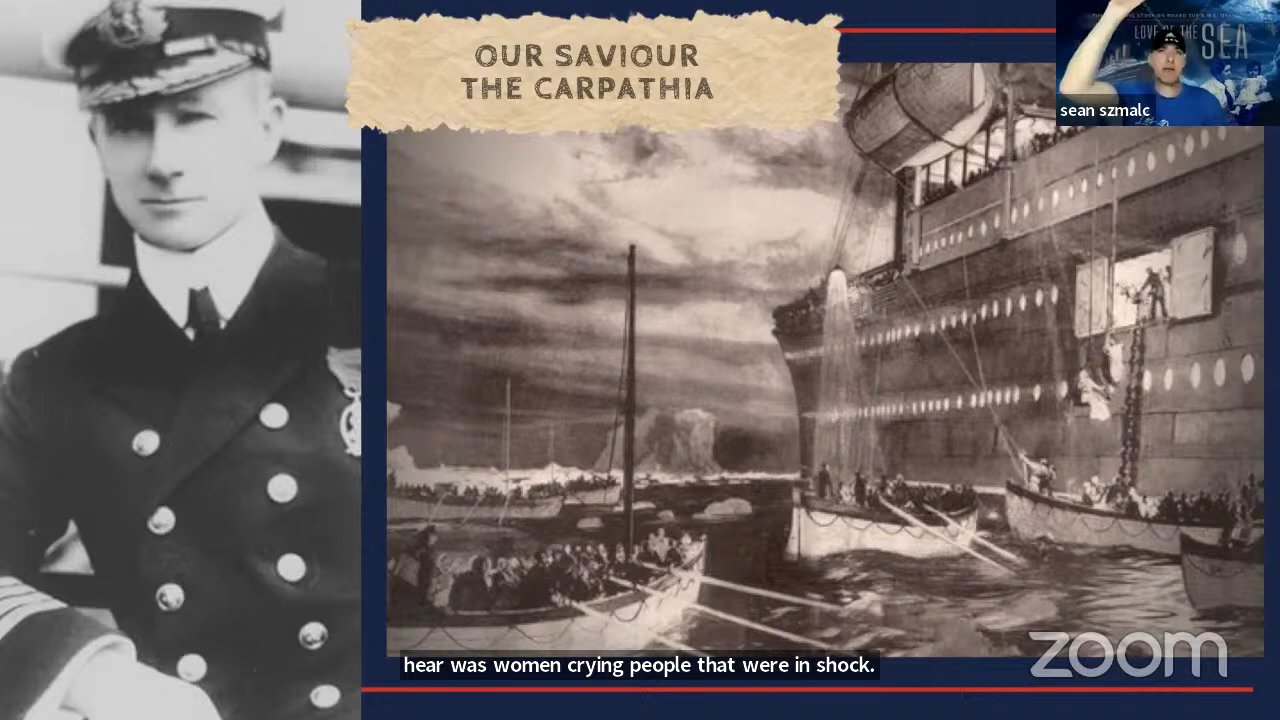 OUR SAVIOUR
THE CARPATHIA
LOVE OF THE
SEA
sean szmalc
hear was women crying people that were in shock.
zoom